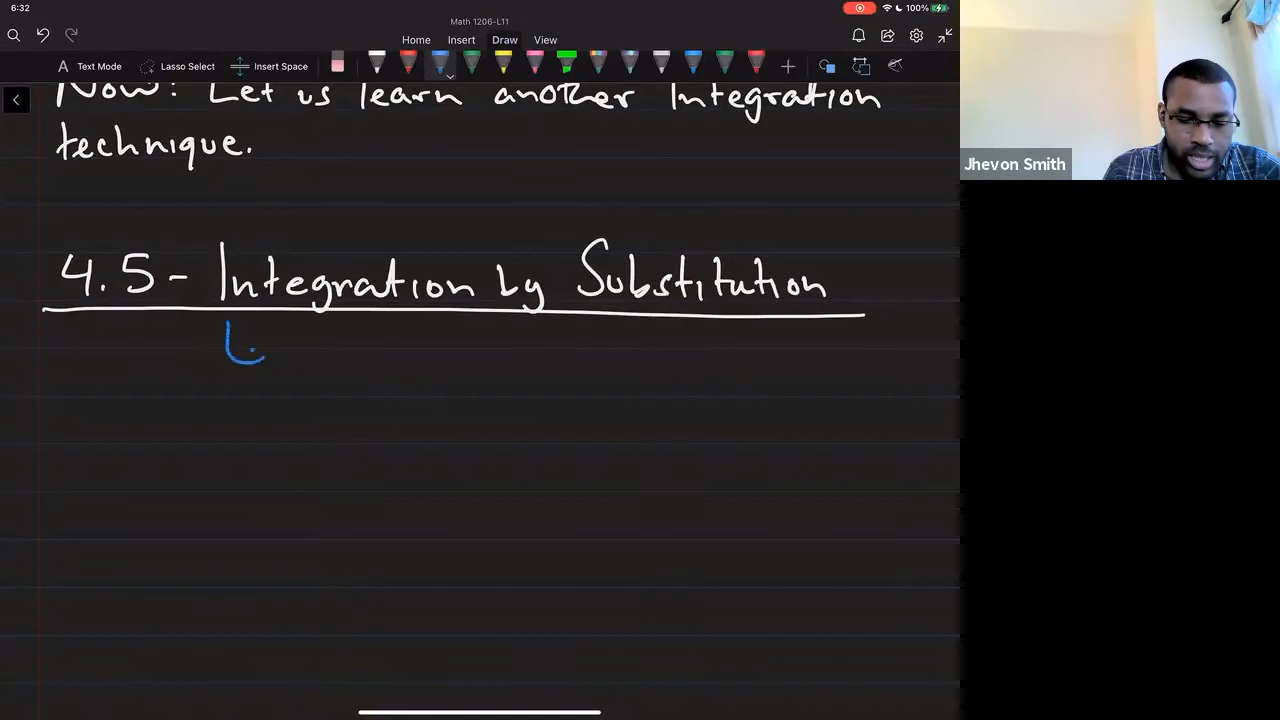 6:32
100%
Math 1206-L11
Home Insert Draw View
Text Mode Lasso Select Insert Space
Now: Let us learn another Integration
technique.
Jhevon Smith
4.5- Integration by Substitution